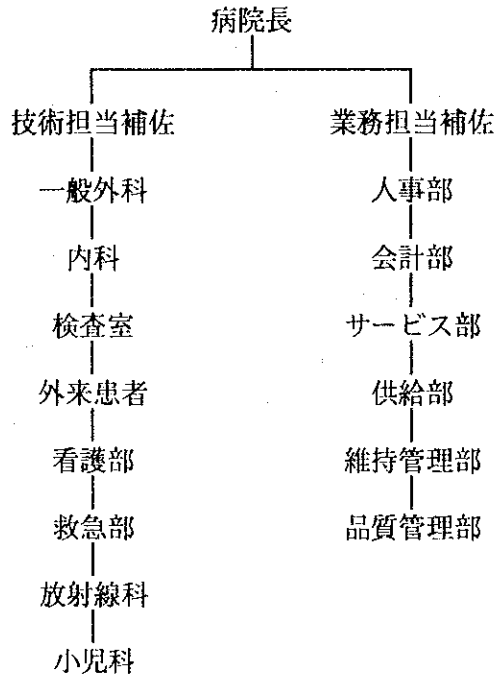 病院長
技術担当補佐
一般外科
内科
検査室
外来患者
看護部
救急部
放射線科
小児科
業務担当補佐
人事部
会計部
サービス部
供給部
維持管理部
品質管理部